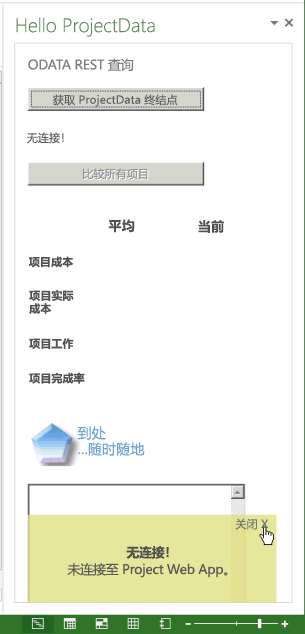 Hello ProjectData
ODATA REST 查询
获取 ProjectData 终结点
无连接!
比较所有项目
平均 当前
项目成本
项目实际
成本
项目工作
项目完成率
到处
...随时随地
关闭 X
无连接!
未连接至 Project Web App。